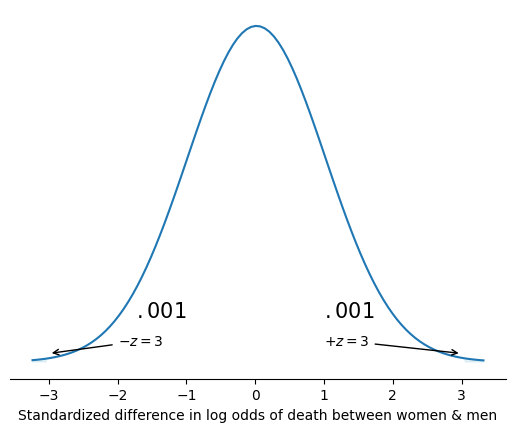 .001 .001
−z = 3 +z = 3
−3 −2 −1 0 1 2 3
Standardized difference in log odds of death between women & men